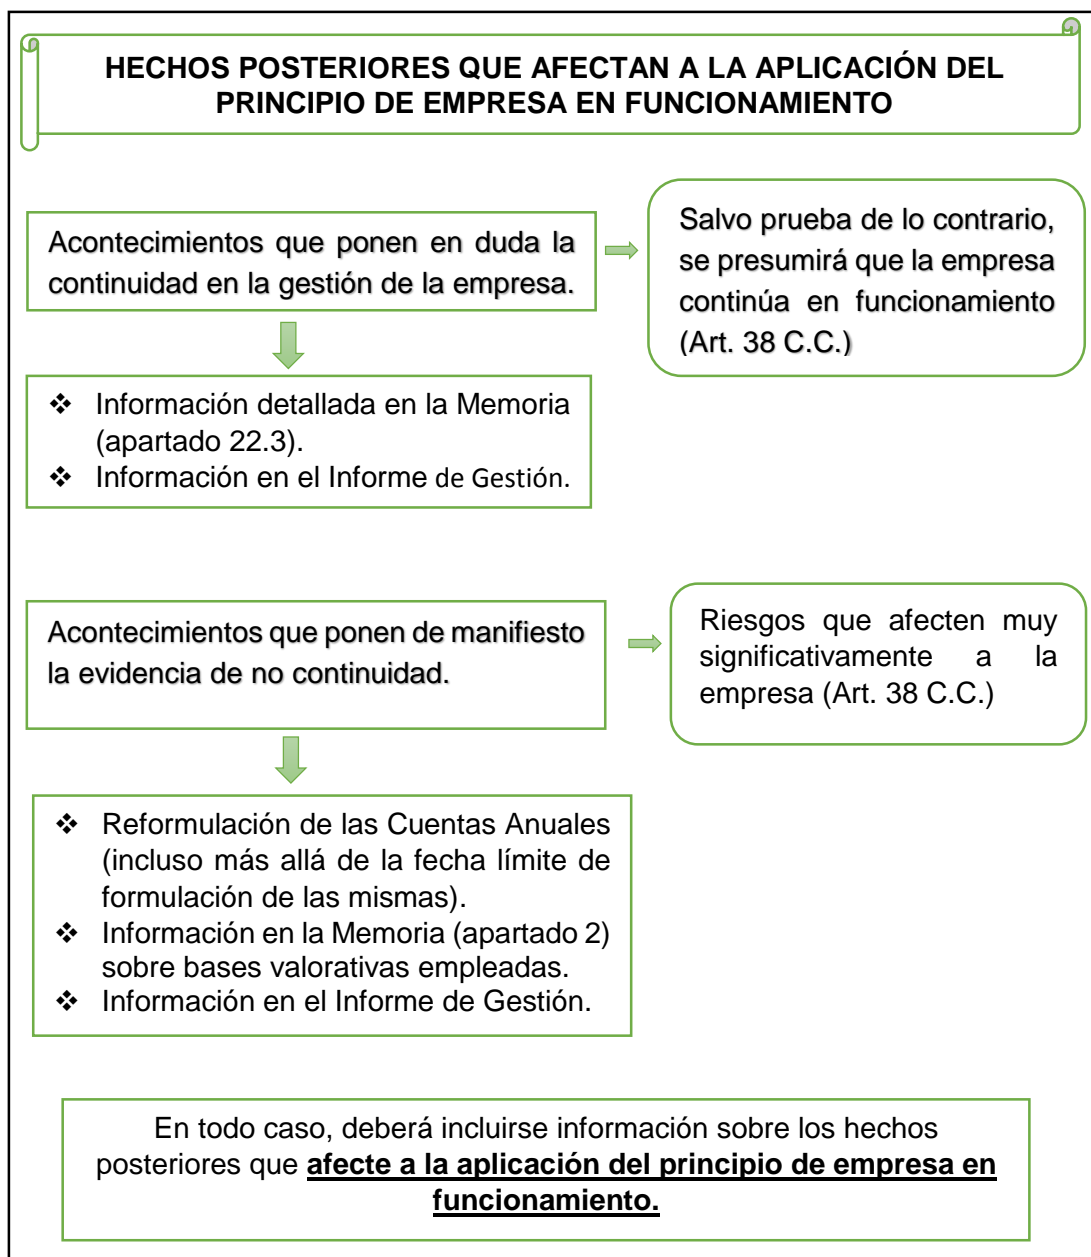 HECHOS POSTERIORES QUE AFECTAN A LA APLICACIÓN DEL
PRINCIPIO DE EMPRESA EN FUNCIONAMIENTO
Acontecimientos que ponen en duda la
continuidad en la gestión de la empresa.
Salvo prueba de lo contrario,
se presumirá que la empresa
continúa en funcionamiento
(Art. 38 C.C.)
❖ Información detallada en la Memoria
(apartado 22.3).
❖ Información en el Informe de Gestión.
Acontecimientos que ponen de manifiesto
la evidencia de no continuidad.
Riesgos que afecten muy
significativamente a la
empresa (Art. 38 C.C.)
❖ Reformulación de las Cuentas Anuales
(incluso más allá de la fecha límite de
formulación de las mismas).
❖ Información en la Memoria (apartado 2)
sobre bases valorativas empleadas.
❖ Información en el Informe de Gestión.
En todo caso, deberá incluirse información sobre los hechos
posteriores que afecte a la aplicación del principio de empresa en
funcionamiento.